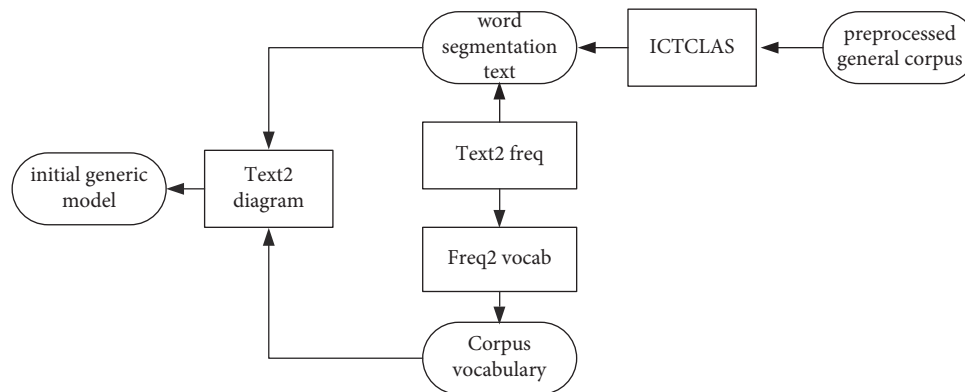 word
segmentation
text
ICTCLAS
preprocessed
general corpus
Text2 freq
initial generic
model
Text2
diagram
Freq2 vocab
Corpus
vocabulary